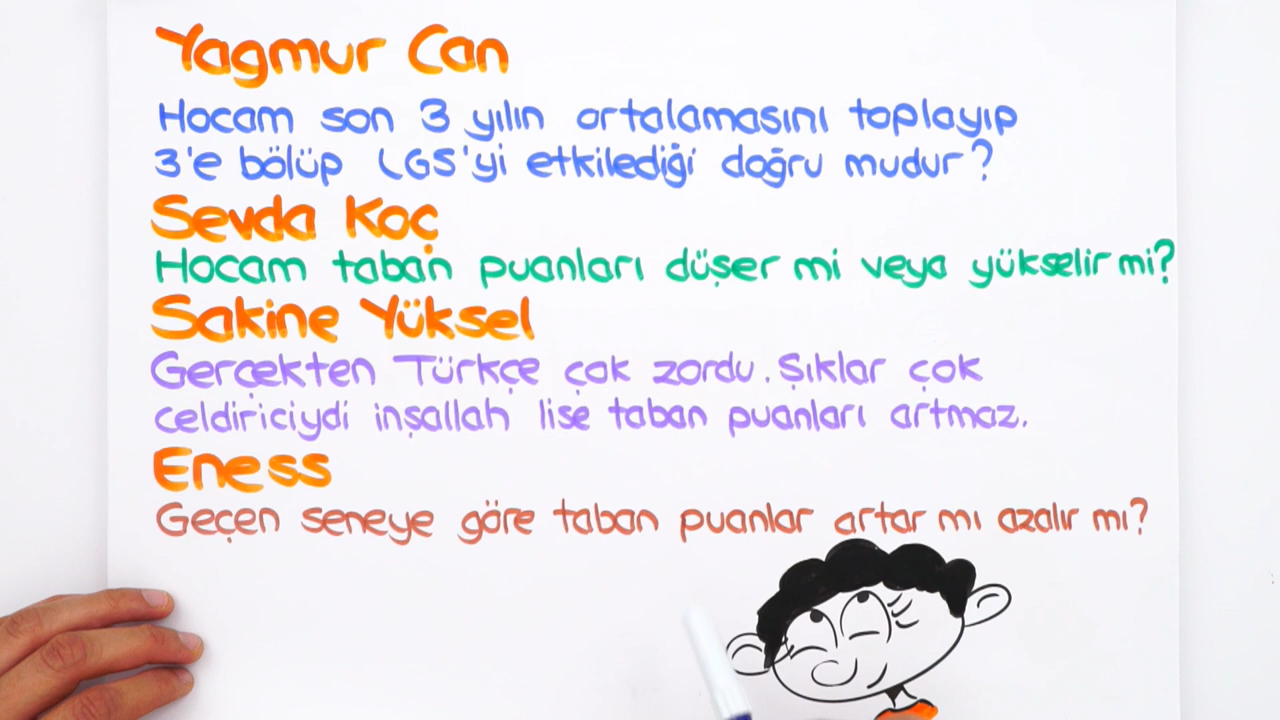 Yagmur Can
Hocam son 3 yılın ortalamasını toplayıp
3'e bölüp LGS'yi etkilediği doğru mudur?
Sevda Koç
Hocam taban puanları düşer mi veya yükselir mi?
Sakine Yüksel
Gerçekten Türkçe çok zordu. Şıklar çok
çeldiriciydi inşallah lise taban puanları artmaz.
Eness
Geçen seneye göre taban puanlar artar mı azalır mı?